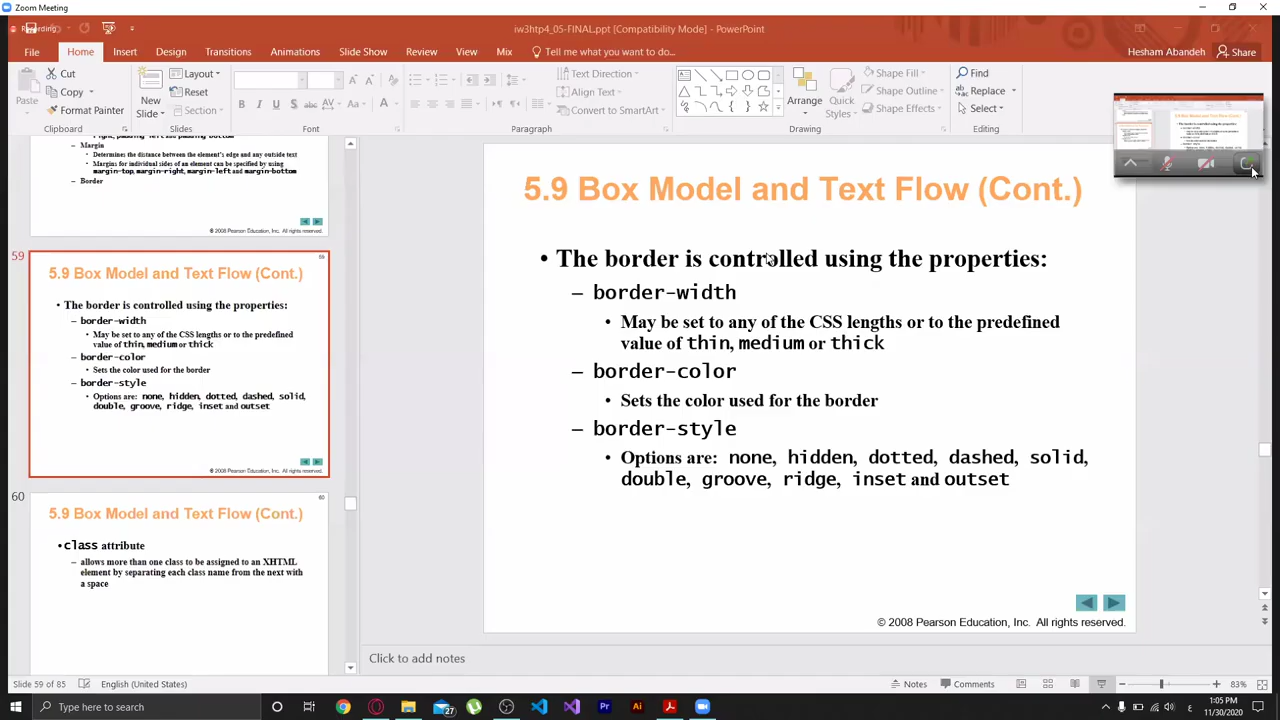 Zoom Meeting
Recording
iw3htp4_05-FINAL.ppt [Compatibility Mode] - PowerPoint
File Home Insert Design Transitions Animations Slide Show Review View Mix Tell me what you want to do... Hesham Abandeh Share
Paste Cut Copy Format Painter
New Slide Layout Reset Section
Text Direction Align Text Convert to SmartArt
Arrange Quick Styles Shape Fill Shape Outline Shape Effects
Find Replace Select
Clipboard Slides Font Paragraph Drawing Editing
Margin
Determines the distance between the element's edge and any outside text
Margins for individual sides of an element can be specified by using
margin-top, margin-right, margin-left and margin-bottom
– Border
© 2008 Pearson Education, Inc. All rights reserved.
59
59
5.9 Box Model and Text Flow (Cont.)
• The border is controlled using the properties:
– border-width
• May be set to any of the CSS lengths or to the predefined
value of thin, medium or thick
– border-color
• Sets the color used for the border
– border-style
• Options are: none, hidden, dotted, dashed, solid,
double, groove, ridge, inset and outset
© 2008 Pearson Education, Inc. All rights reserved.
60
60
5.9 Box Model and Text Flow (Cont.)
•class attribute
– allows more than one class to be assigned to an XHTML
element by separating each class name from the next with
a space
5.9 Box Model and Text Flow (Cont.)
• The border is controlled using the properties:
– border-width
• May be set to any of the CSS lengths or to the predefined
value of thin, medium or thick
– border-color
• Sets the color used for the border
– border-style
• Options are: none, hidden, dotted, dashed, solid,
double, groove, ridge, inset and outset
© 2008 Pearson Education, Inc. All rights reserved.
Click to add notes
Slide 59 of 85 English (United States) Notes Comments 83%
Type here to search
27
1:05 PM
11/30/2020